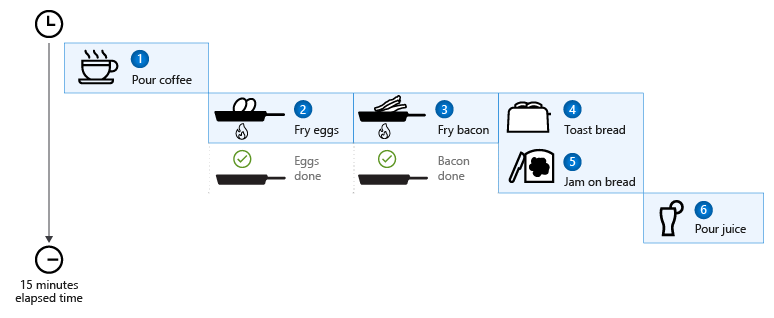 1
Pour coffee
2
Fry eggs
3
Fry bacon
4
Toast bread
Eggs
done
Bacon
done
5
Jam on bread
6
Pour juice
15 minutes
elapsed time